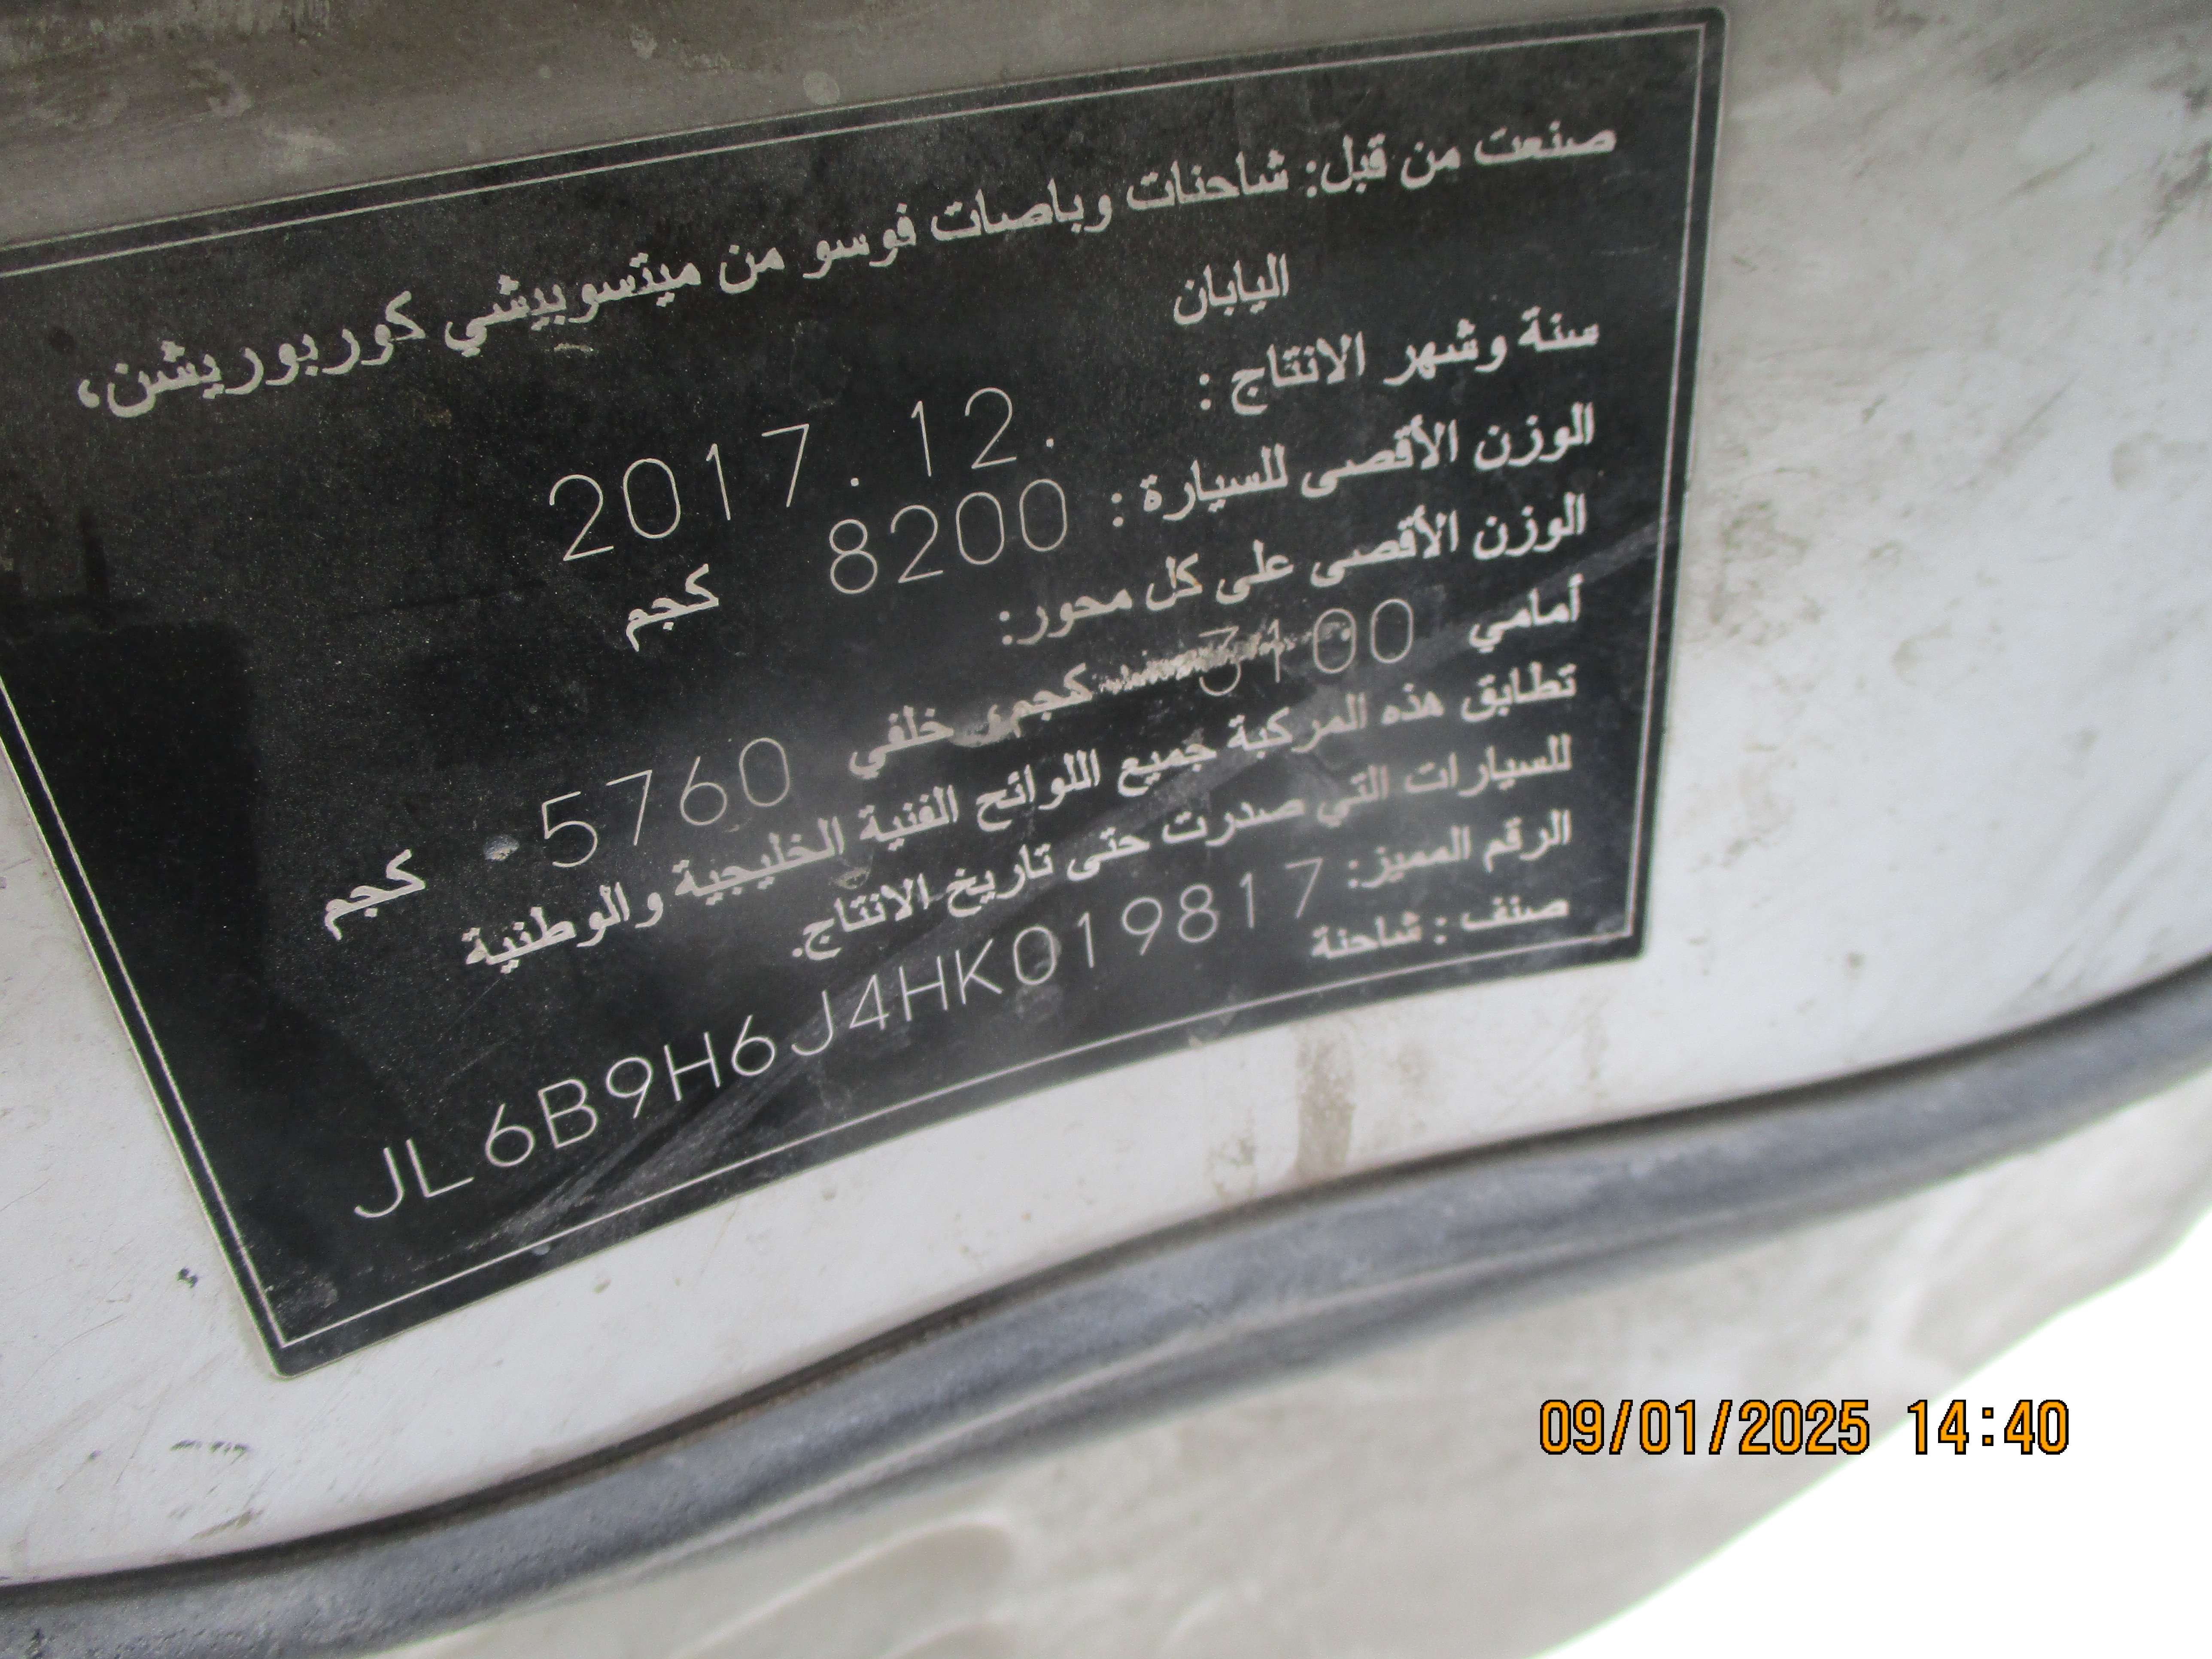 صنعت من قبل: شاحنات وباصات فوسو من ميتسوبيشي كوربوريشن،
اليابان
سنة وشهر الانتاج : 2017.12.
الوزن الأقصى للسيارة : 8200 كجم
الوزن الأقصى على كل محور:
أمامي 3100 كجم، خلفي 5760 كجم
تطابق هذه المركبة جميع اللوائح الفنية الخليجية والوطنية
للسيارات التي صدرت حتى تاريخ الانتاج.
الرقم المميز: JL6B9H6J4HK019817
صنف : شاحنة
09/01/2025 14:40